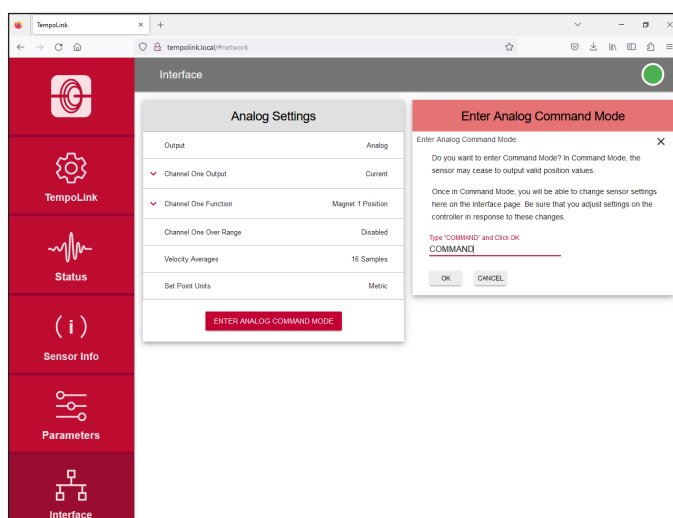 TempoLink
tempolink.local/#network
Interface
TempoLink
Status
(i)
Sensor Info
Parameters
Interface
Analog Settings
Output Analog
Channel One Output Current
Channel One Function Magnet 1 Position
Channel One Over Range Disabled
Velocity Averages 16 Samples
Set Point Units Metric
ENTER ANALOG COMMAND MODE
Enter Analog Command Mode
Enter Analog Command Mode
Do you want to enter Command Mode? In Command Mode, the
sensor may cease to output valid position values.
Once in Command Mode, you will be able to change sensor settings
here on the interface page. Be sure that you adjust settings on the
controller in response to these changes.
Type "COMMAND" and Click OK
COMMAND
OK CANCEL